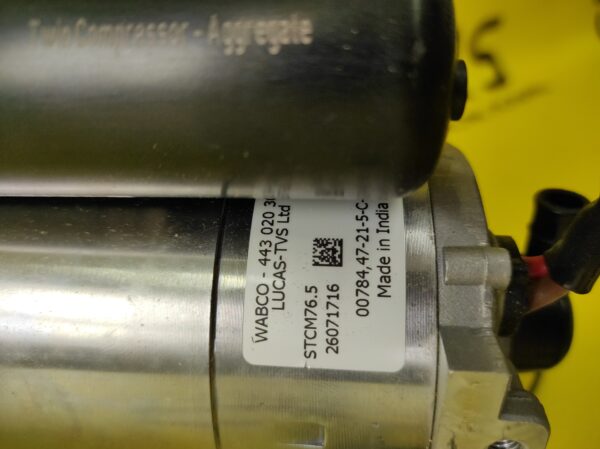 Twin Compressor - Aggregate
WABCO - 443 020 3
LUCAS-TVS Ltd
STCM76.5
26071716
00784,47-21-5-C-
Made in India
S